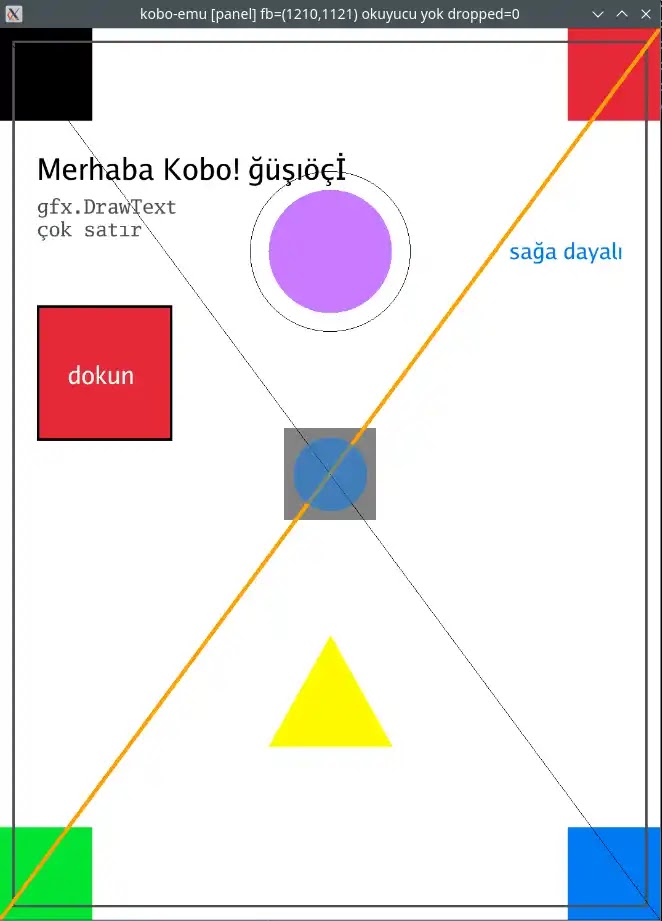 kobo-emu [panel] fb=(1210,1121) okuyucu yok dropped=0
Merhaba Kobo! ğüşıöçİ
gfx.DrawText
çok satır
sağa dayalı
dokun